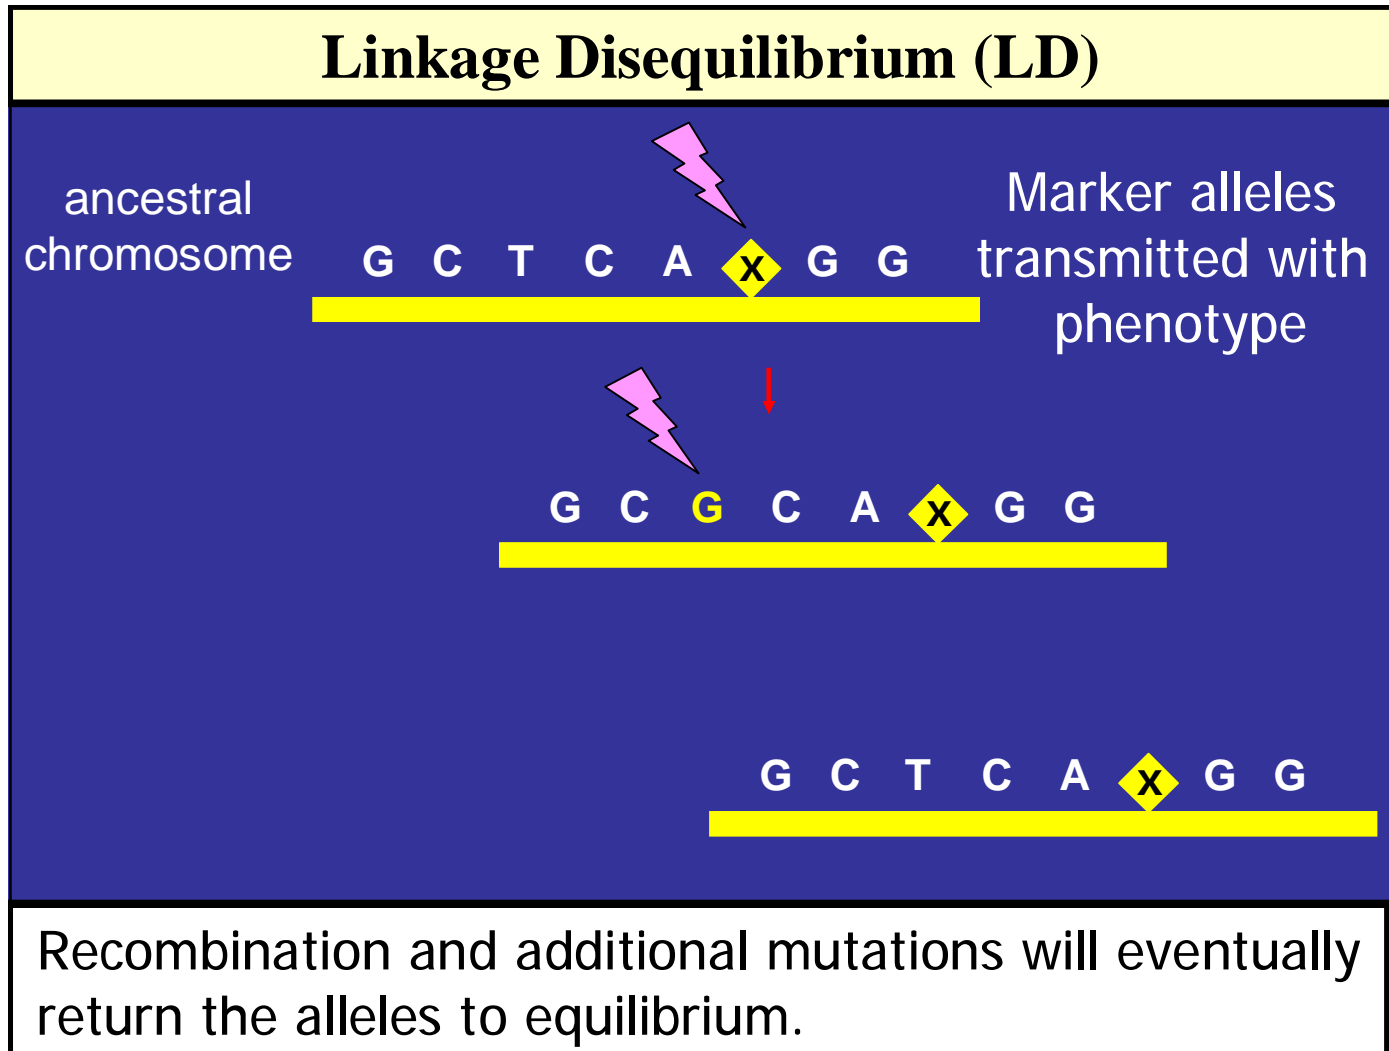 Linkage Disequilibrium (LD)
ancestral
chromosome
G C T C A X G G
Marker alleles
transmitted with
phenotype
G C G C A X G G
G C T C A X G G
Recombination and additional mutations will eventually
return the alleles to equilibrium.